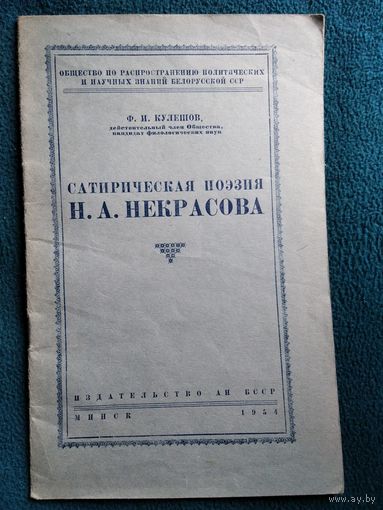 ОБЩЕСТВО ПО РАСПРОСТРАНЕНИЮ ПОЛИТИЧЕСКИХ
И НАУЧНЫХ ЗНАНИЙ БЕЛОРУССКОЙ ССР
Ф. И. КУЛЕШОВ,
действительный член Общества,
кандидат филологических наук
САТИРИЧЕСКАЯ ПОЭЗИЯ
Н. А. НЕКРАСОВА
ИЗДАТЕЛЬСТВО АН БССР
МИНСК 1954
ay.by